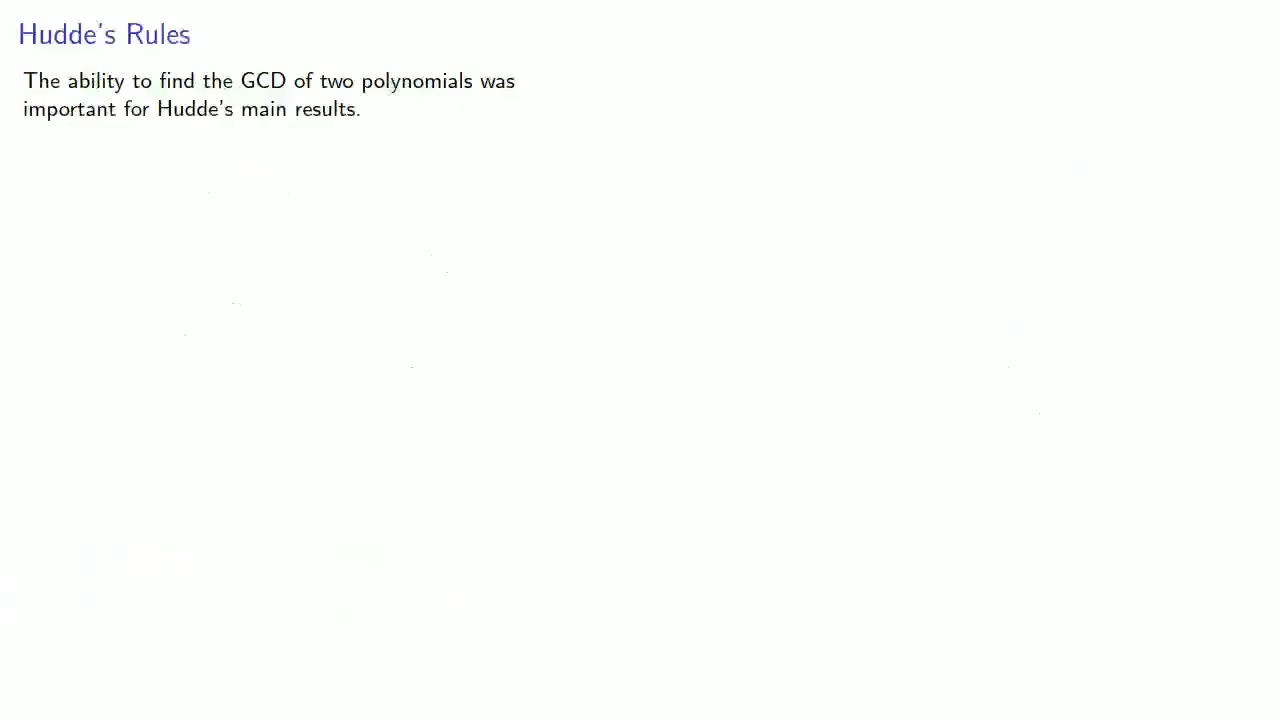 Hudde's Rules
The ability to find the GCD of two polynomials was
important for Hudde's main results.